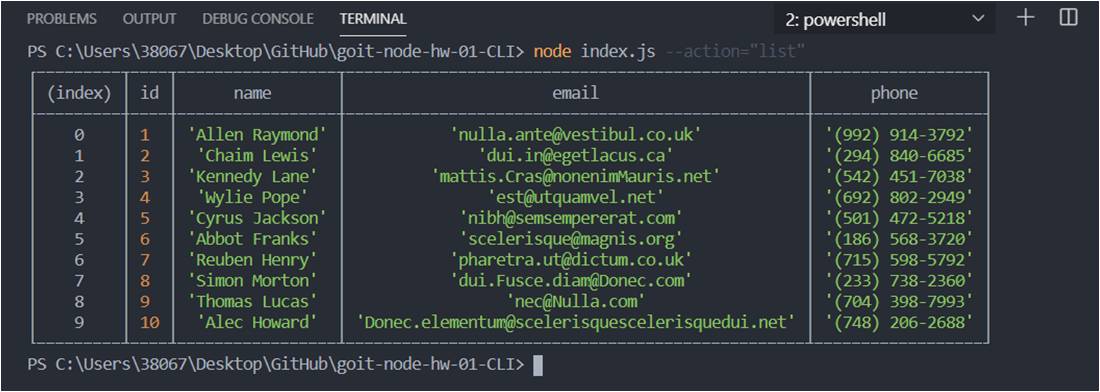 PROBLEMS OUTPUT DEBUG CONSOLE TERMINAL 2: powershell
PS C:\Users\38067\Desktop\GitHub\goit-node-hw-01-CLI> node index.js --action="list"
(index) id name email phone
0 1 'Allen Raymond' 'nulla.ante@vestibul.co.uk' '(992) 914-3792'
1 2 'Chaim Lewis' 'dui.in@egetlacus.ca' '(294) 840-6685'
2 3 'Kennedy Lane' 'mattis.Cras@nonenimMauris.net' '(542) 451-7038'
3 4 'Wylie Pope' 'est@utquamvel.net' '(692) 802-2949'
4 5 'Cyrus Jackson' 'nibh@semsempererat.com' '(501) 472-5218'
5 6 'Abbot Franks' 'scelerisque@magnis.org' '(186) 568-3720'
6 7 'Reuben Henry' 'pharetra.ut@dictum.co.uk' '(715) 598-5792'
7 8 'Simon Morton' 'dui.Fusce.diam@Donec.com' '(233) 738-2360'
8 9 'Thomas Lucas' 'nec@Nulla.com' '(704) 398-7993'
9 10 'Alec Howard' 'Donec.elementum@scelerisquescelerisquedui.net' '(748) 206-2688'
PS C:\Users\38067\Desktop\GitHub\goit-node-hw-01-CLI>